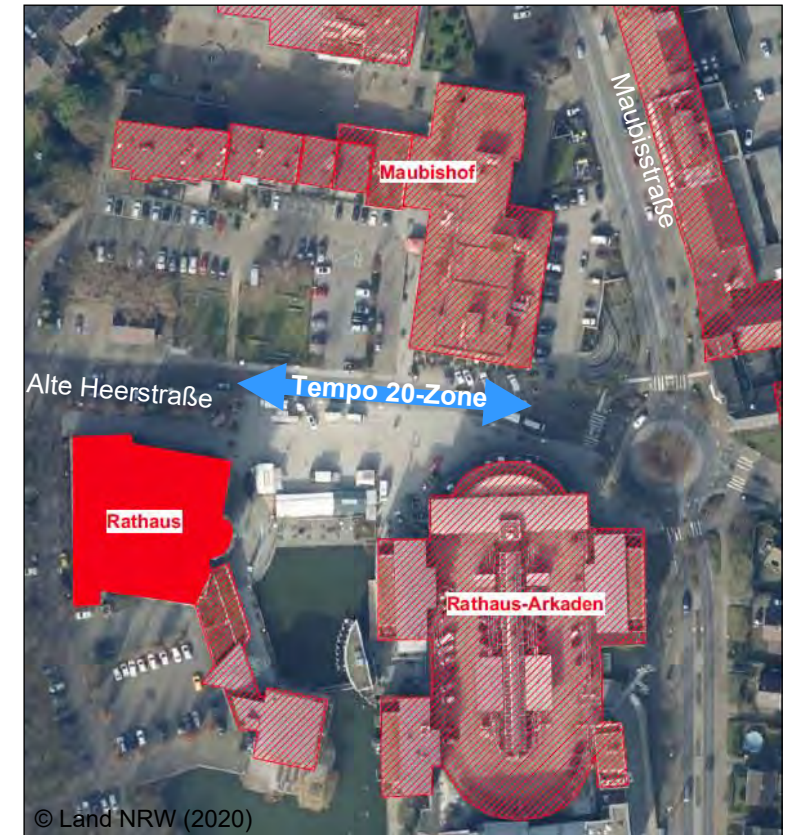 Maubisstraße
Maubishof
Alte Heerstraße
Tempo 20-Zone
Rathaus
Rathaus-Arkaden
© Land NRW (2020)